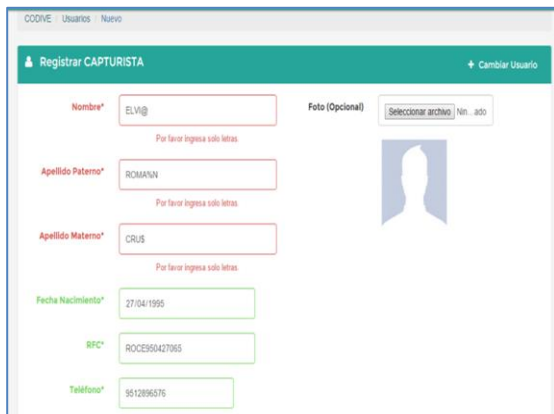 CODIVE / Usuarios / Nuevo
Registrar CAPTURISTA
+ Cambiar Usuario
Nombre*
ELVI@
Por favor ingresa solo letras.
Foto (Opcional)
Seleccionar archivo Nin...ado
Apellido Paterno*
ROMA%N
Por favor ingresa solo letras.
Apellido Materno*
CRU$
Por favor ingresa solo letras.
Fecha Nacimiento*
27/04/1995
RFC*
ROCE950427065
Teléfono*
9512896576